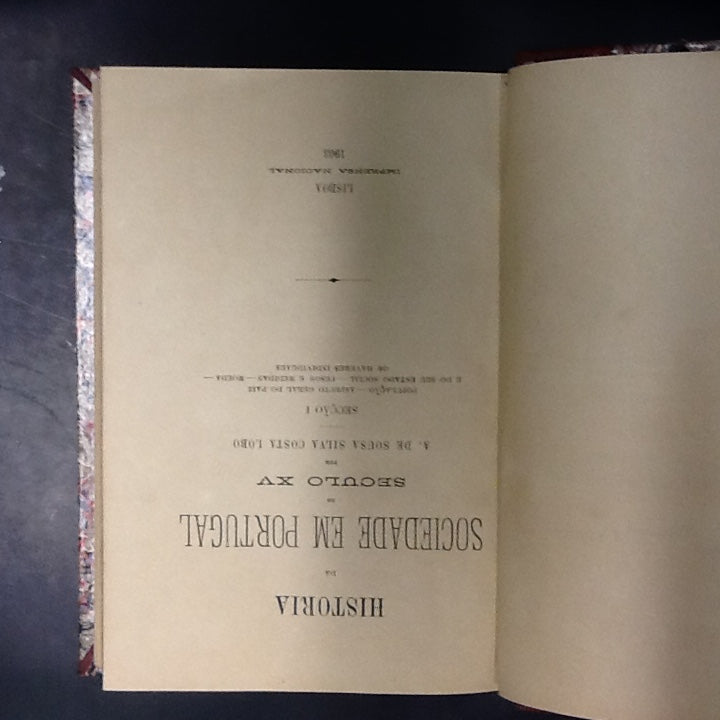 HISTORIA
DA
SOCIEDADE EM PORTUGAL
NO
SECULO XV
POR
A. DE SOUSA SILVA COSTA LOBO
SECÇÃO I
POPULAÇÃO — ASPECTO GERAL DO PAIZ
E DO SEU ESTADO SOCIAL — PESOS E MEDIDAS — MOEDA —
OS HAVERES INDIVIDUAES
LISBOA
IMPRENSA NACIONAL
1903